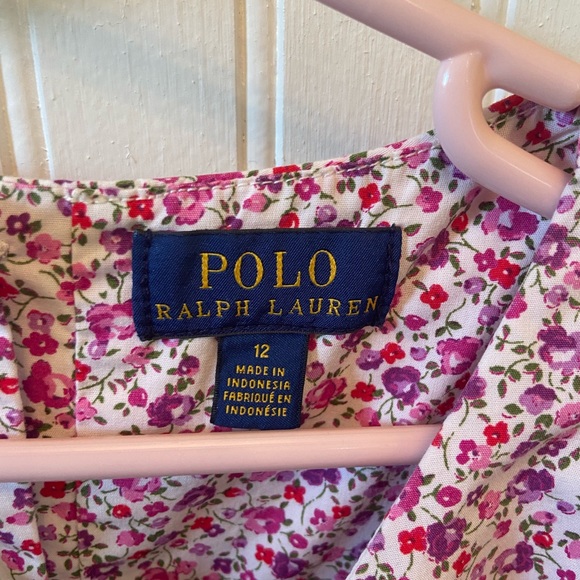 POLO
RALPH LAUREN
12
MADE IN
INDONESIA
FABRIQUÉ EN
INDONÉSIE